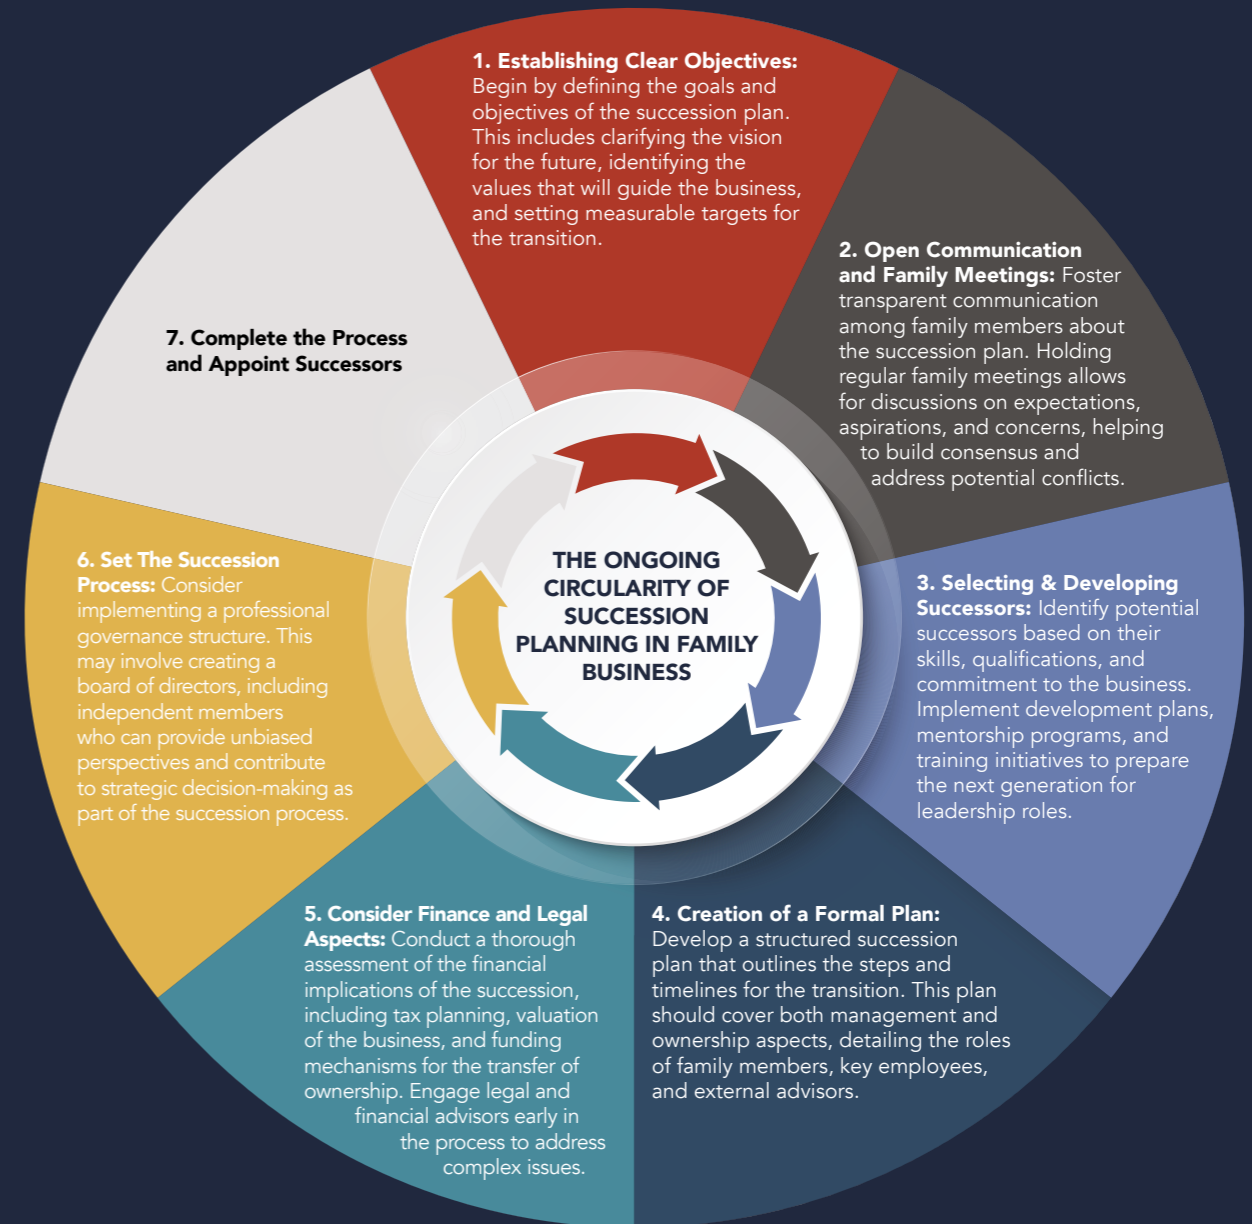 1. Establishing Clear Objectives:
Begin by defining the goals and
objectives of the succession plan.
This includes clarifying the vision
for the future, identifying the
values that will guide the business,
and setting measurable targets for
the transition.
2. Open Communication
and Family Meetings: Foster
transparent communication
among family members about
the succession plan. Holding
regular family meetings allows
for discussions on expectations,
aspirations, and concerns, helping
to build consensus and
address potential conflicts.
3. Selecting & Developing
Successors: Identify potential
successors based on their
skills, qualifications, and
commitment to the business.
Implement development plans,
mentorship programs, and
training initiatives to prepare
the next generation for
leadership roles.
4. Creation of a Formal Plan:
Develop a structured succession
plan that outlines the steps and
timelines for the transition. This plan
should cover both management and
ownership aspects, detailing the roles
of family members, key employees,
and external advisors.
5. Consider Finance and Legal
Aspects: Conduct a thorough
assessment of the financial
implications of the succession,
including tax planning, valuation
of the business, and funding
mechanisms for the transfer of
ownership. Engage legal and
financial advisors early in
the process to address
complex issues.
6. Set The Succession
Process: Consider
implementing a professional
governance structure. This
may involve creating a
board of directors, including
independent members
who can provide unbiased
perspectives and contribute
to strategic decision-making as
part of the succession process.
7. Complete the Process
and Appoint Successors
THE ONGOING
CIRCULARITY OF
SUCCESSION
PLANNING IN FAMILY
BUSINESS